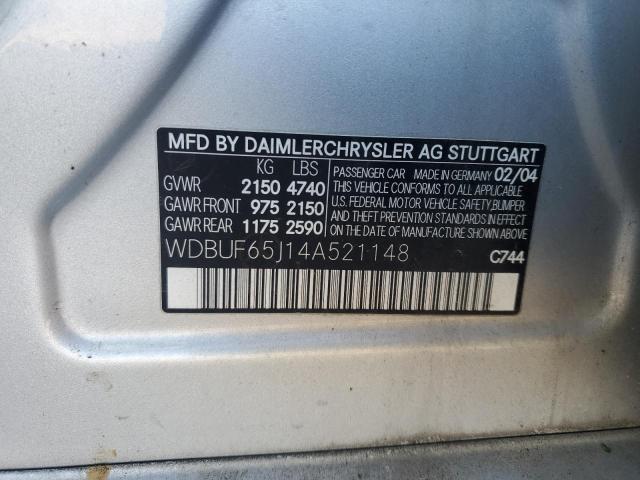 MFD BY DAIMLERCHRYSLER AG STUTTGART
KG LBS
GVWR 2150 4740
GAWR FRONT 975 2150
GAWR REAR 1175 2590
PASSENGER CAR MADE IN GERMANY 02/04
THIS VEHICLE CONFORMS TO ALL APPLICABLE
U.S. FEDERAL MOTOR VEHICLE SAFETY, BUMPER
AND THEFT PREVENTION STANDARDS IN EFFECT
ON THE DATE OF MANUFACTURE SHOWN ABOVE.
WDBUF65J14A521148 C744